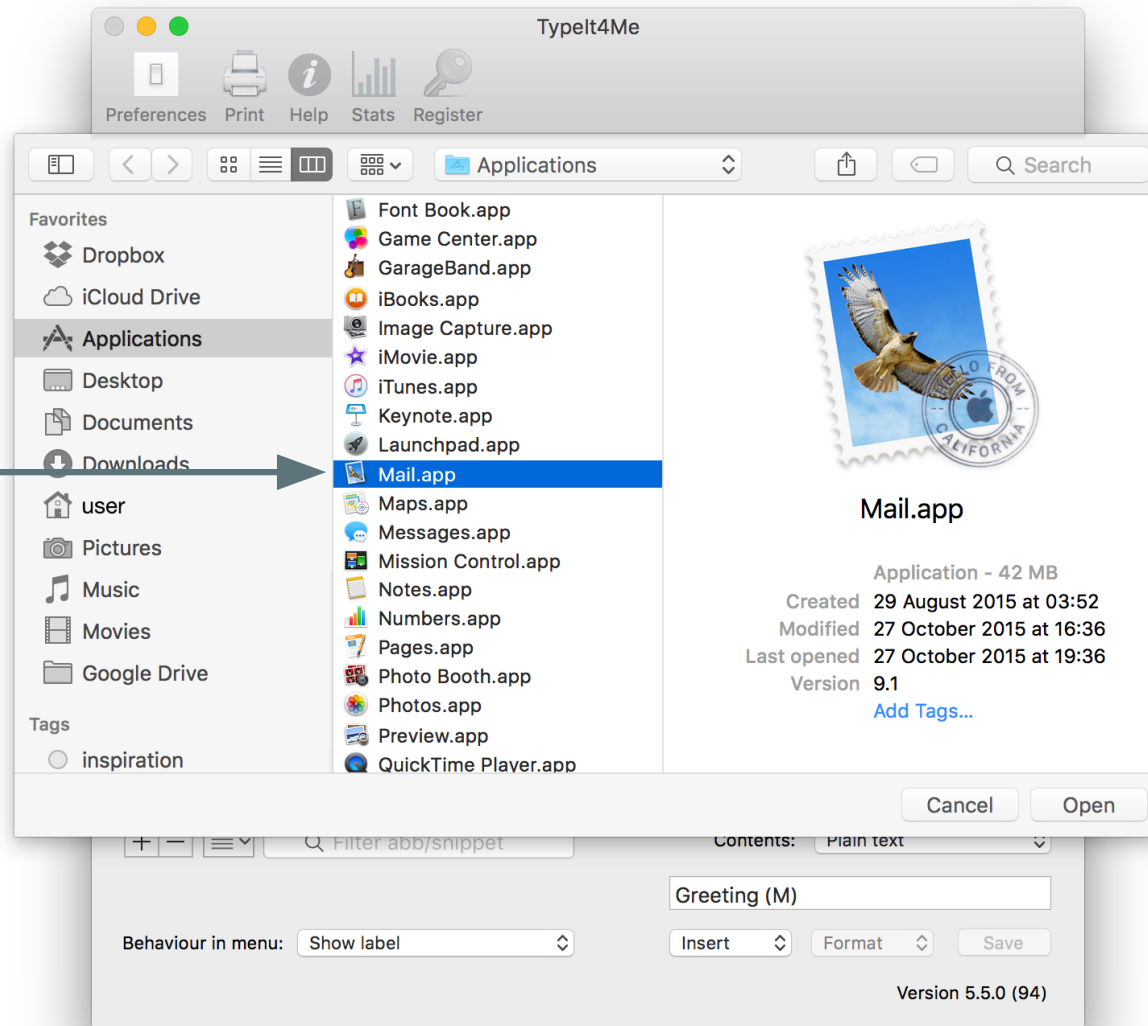 TypeIt4Me
Preferences Print Help Stats Register
Applications
Search
Favorites
Dropbox
iCloud Drive
Applications
Desktop
Documents
Downloads
user
Pictures
Music
Movies
Google Drive
Tags
inspiration
Font Book.app
Game Center.app
GarageBand.app
iBooks.app
Image Capture.app
iMovie.app
iTunes.app
Keynote.app
Launchpad.app
Mail.app
Maps.app
Messages.app
Mission Control.app
Notes.app
Numbers.app
Pages.app
Photo Booth.app
Photos.app
Preview.app
QuickTime Player.app
HELLO FROM
CALIFORNIA
Mail.app
Application - 42 MB
Created 29 August 2015 at 03:52
Modified 27 October 2015 at 16:36
Last opened 27 October 2015 at 19:36
Version 9.1
Add Tags...
Cancel Open
Filter abb/snippet
Contents: Plain text
Greeting (M)
Behaviour in menu: Show label
Insert Format Save
Version 5.5.0 (94)